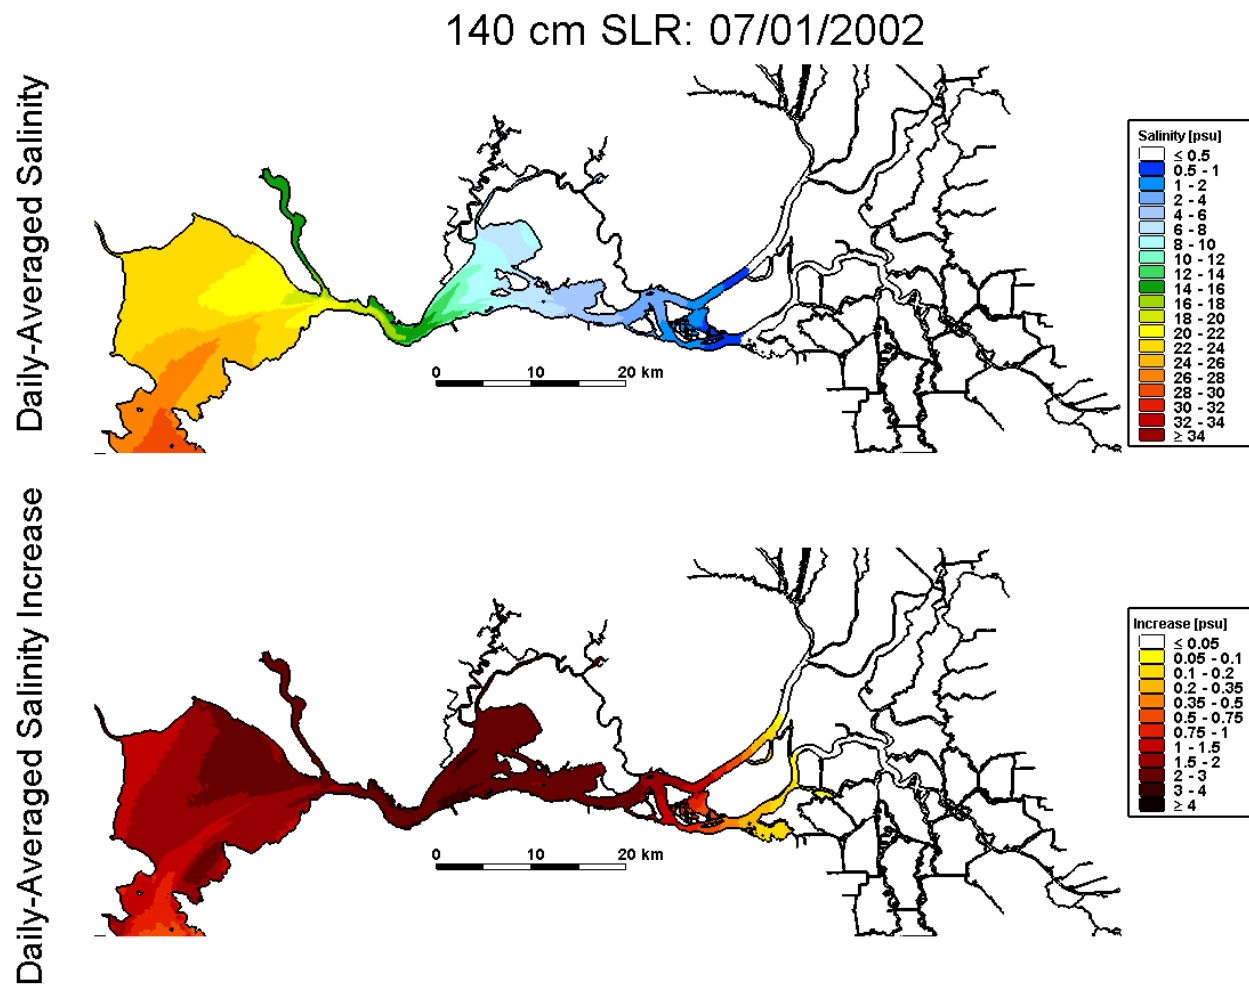 140 cm SLR: 07/01/2002
Daily-Averaged Salinity
Salinity [psu]
≤ 0.5
0.5 - 1
1 - 2
2 - 4
4 - 6
6 - 8
8 - 10
10 - 12
12 - 14
14 - 16
16 - 18
18 - 20
20 - 22
22 - 24
24 - 26
26 - 28
28 - 30
30 - 32
32 - 34
≥ 34
0 10 20 km
Daily-Averaged Salinity Increase
Increase [psu]
≤ 0.05
0.05 - 0.1
0.1 - 0.2
0.2 - 0.35
0.35 - 0.5
0.5 - 0.75
0.75 - 1
1 - 1.5
1.5 - 2
2 - 3
3 - 4
≥ 4
0 10 20 km